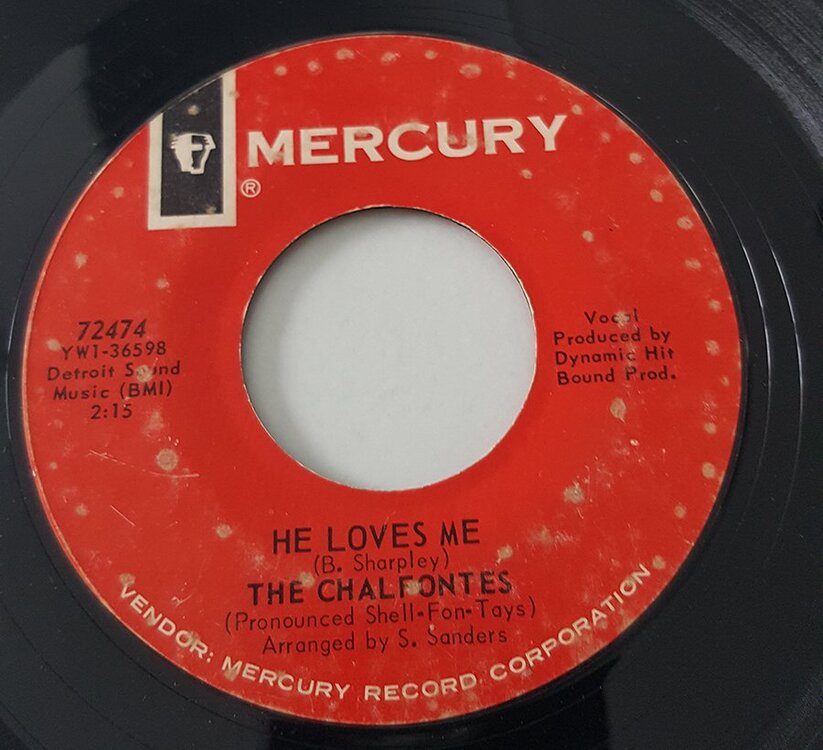 MERCURY
®
72474
YW1-36598
Detroit Sound
Music (BMI)
2:15
Vocal
Produced by
Dynamic Hit
Bound Prod.
HE LOVES ME
(B. Sharpley)
THE CHALFONTES
(Pronounced Shell-Fon-Tays)
Arranged by S. Sanders
VENDOR: MERCURY RECORD CORPORATION